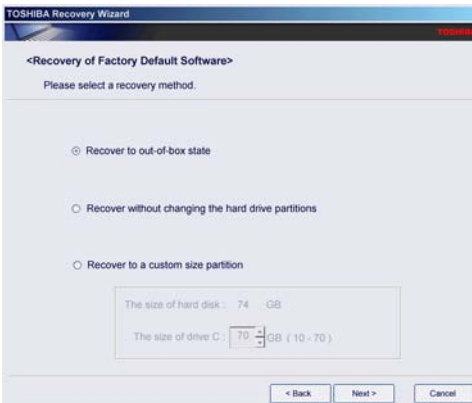 TOSHIBA Recovery Wizard
TOSHIBA
<Recovery of Factory Default Software>
Please select a recovery method.
Recover to out-of-box state
Recover without changing the hard drive partitions
Recover to a custom size partition
The size of hard disk : 74 GB
The size of drive C : 70 GB ( 10 - 70 )
< Back Next > Cancel